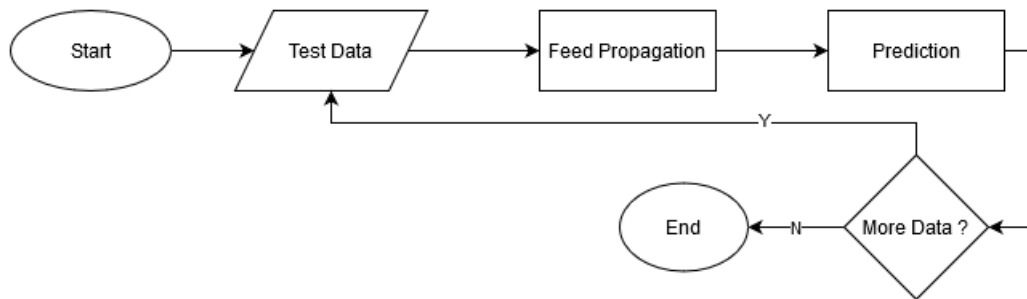 Start
Test Data
Feed Propagation
Prediction
Y
More Data ?
N
End